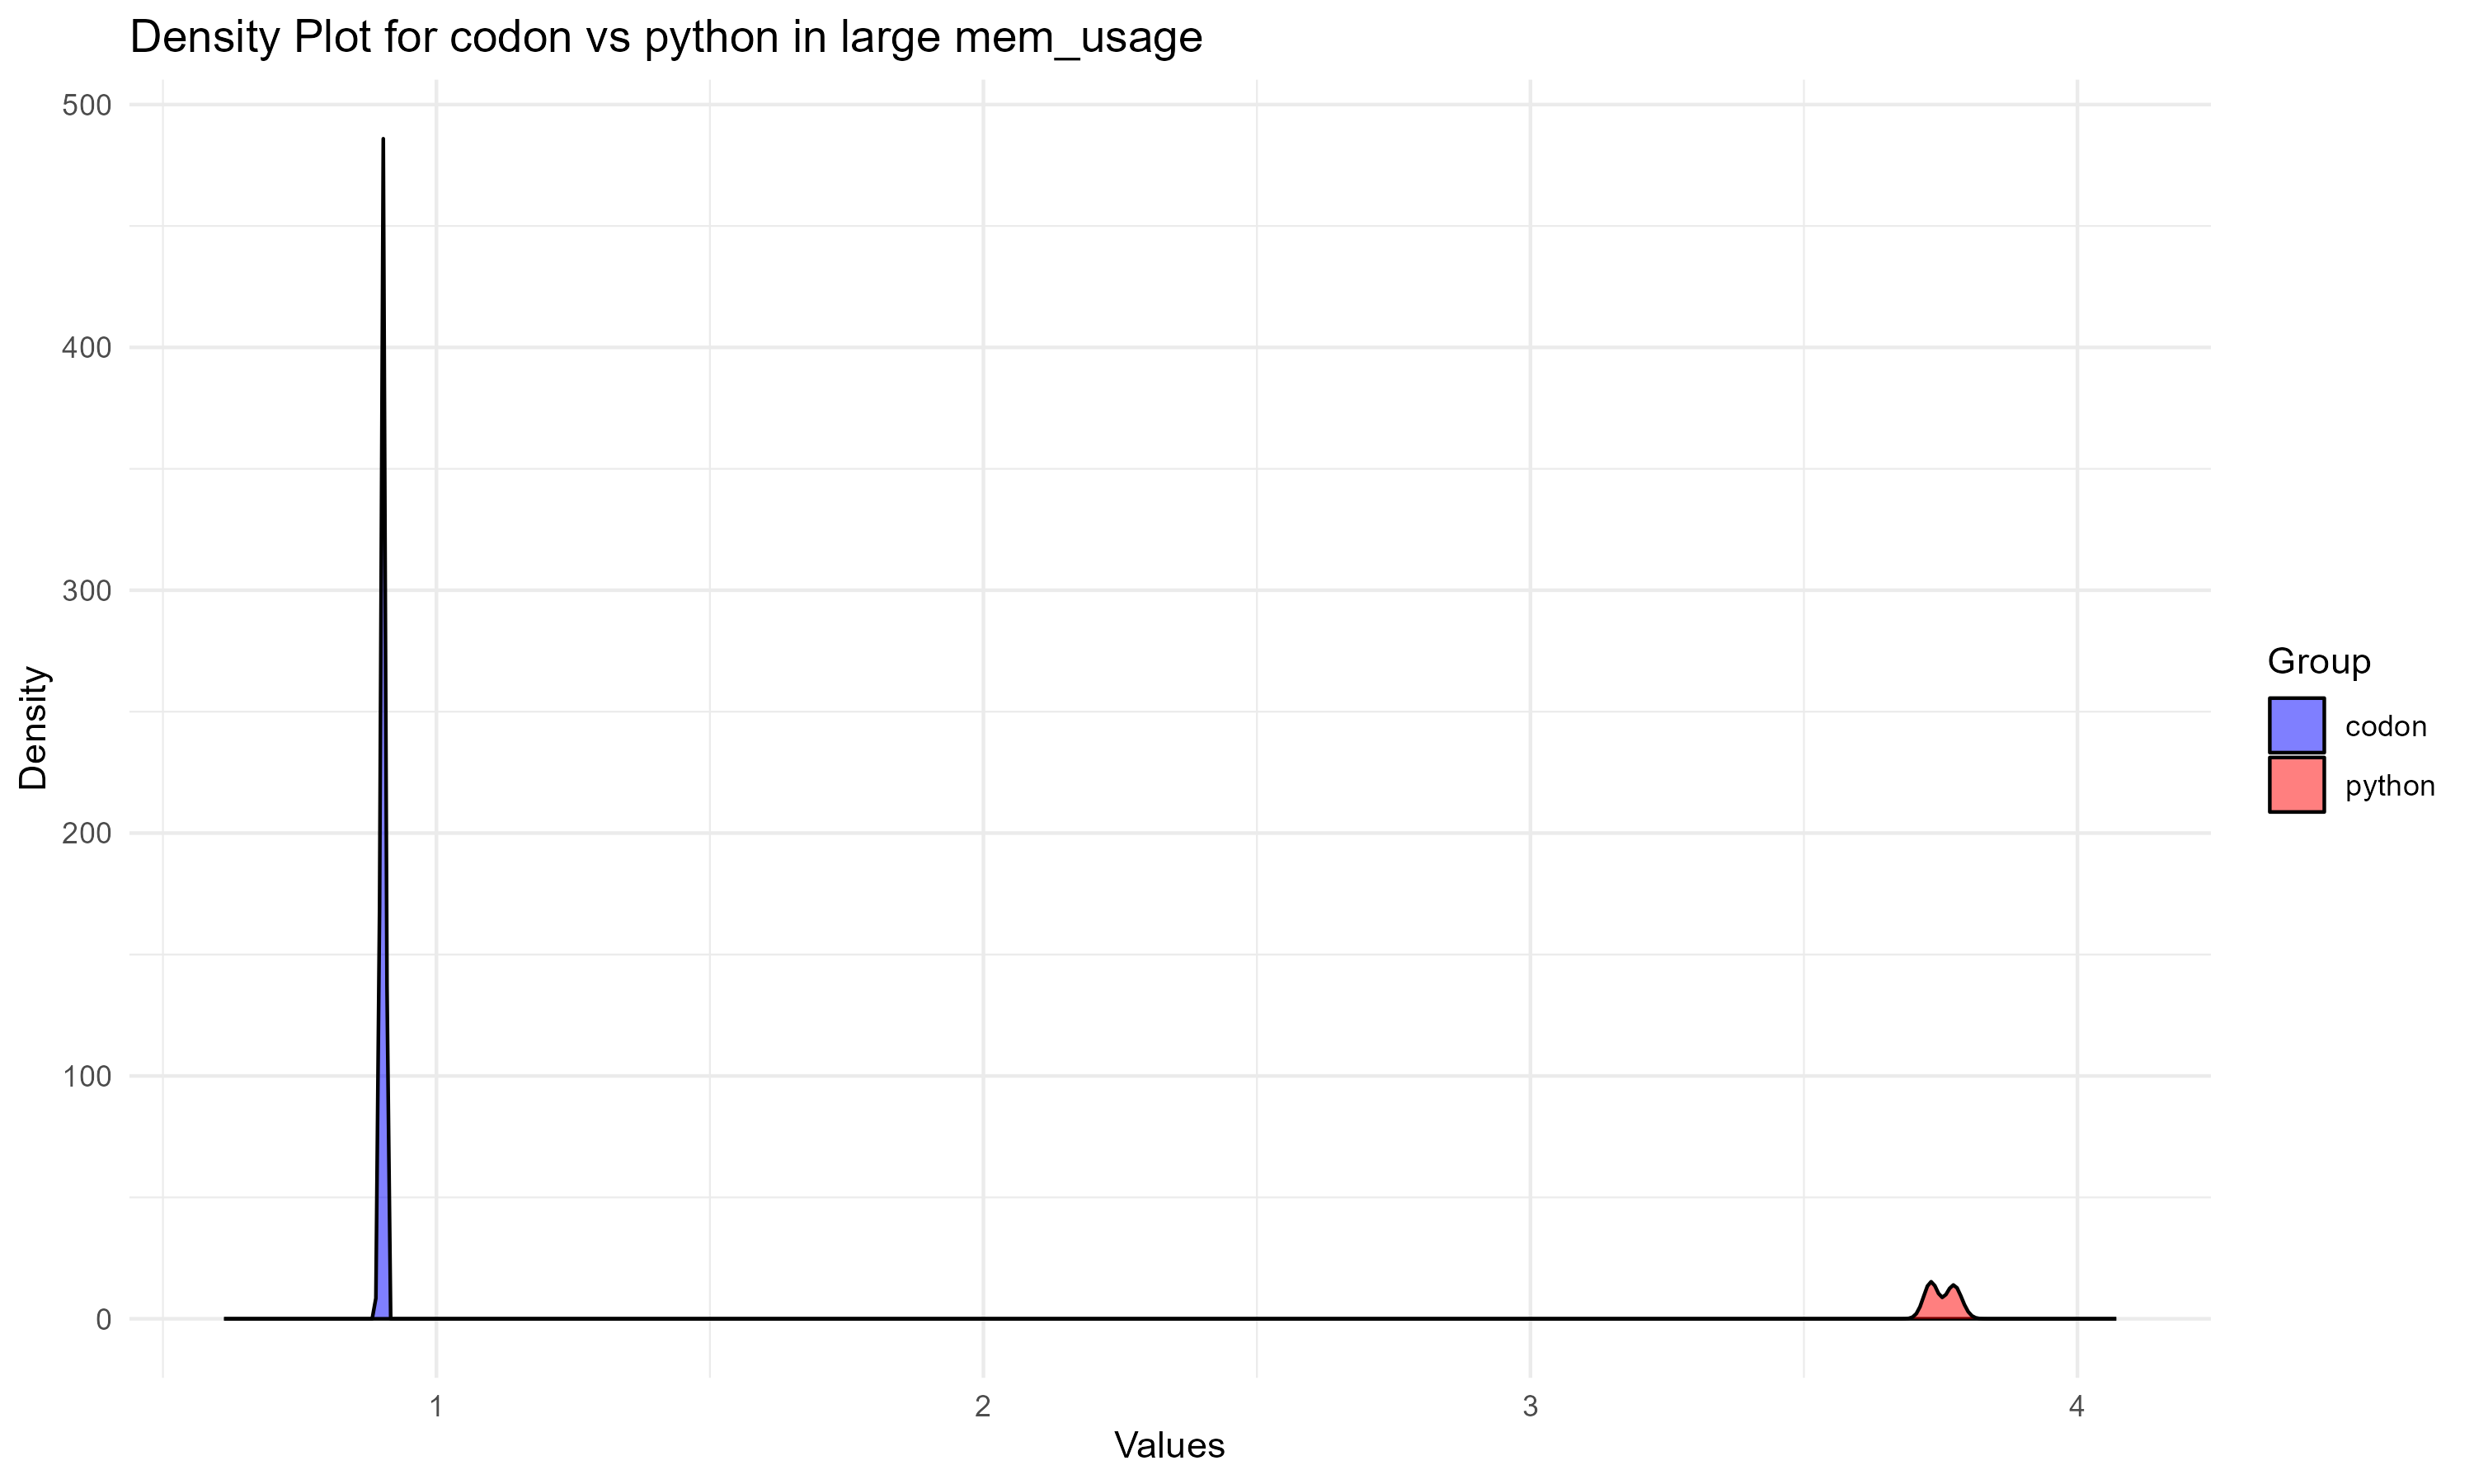 Density Plot for codon vs python in large mem_usage
500
400
300
200
100
0
Density
1 2 3 4
Values
Group
codon
python